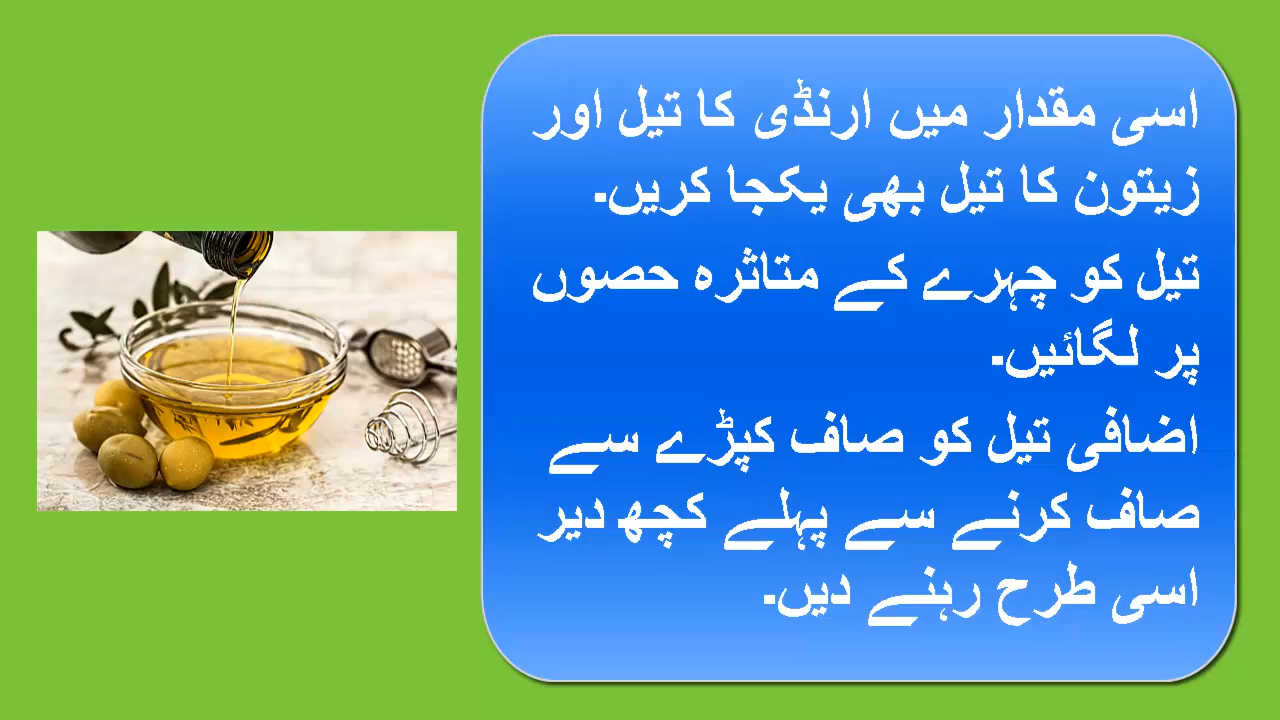 اسی مقدار میں ارنڈی کا تیل اور
زیتون کا تیل بھی یکجا کریں۔
تیل کو چہرے کے متاثرہ حصوں
پر لگائیں۔
اضافی تیل کو صاف کپڑے سے
صاف کرنے سے پہلے کچھ دیر
اسی طرح رہنے دیں۔